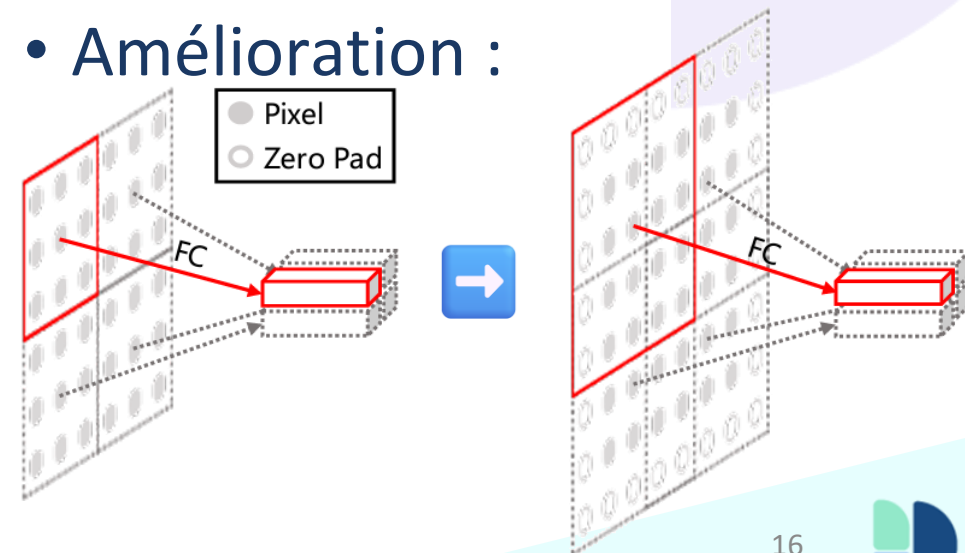 • Amélioration :
Pixel
Zero Pad
FC
FC
16